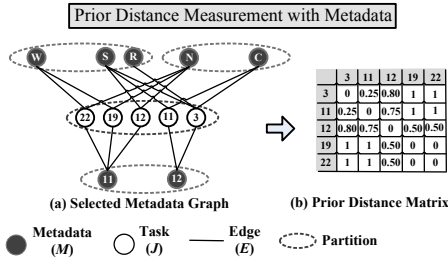 Prior Distance Measurement with Metadata
W S R N C
22 19 12 11 3
11 12
(a) Selected Metadata Graph
3 11 12 19 22
3 0 0.25 0.80 1 1
11 0.25 0 0.75 1 1
12 0.80 0.75 0 0.50 0.50
19 1 1 0.50 0 0
22 1 1 0.50 0 0
(b) Prior Distance Matrix
Metadata (M)
Task (J)
Edge (E)
Partition